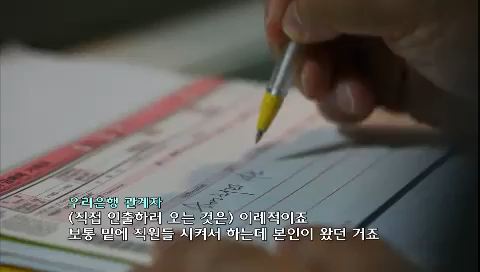 우리은행 관계자
(직접 인출하러 오는 것은) 이례적이죠
보통 밑에 직원들 시켜서 하는데 본인이 왔던 거죠